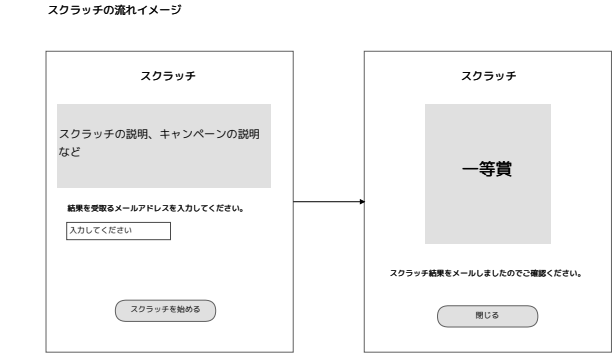 スクラッチの流れイメージ
スクラッチ
スクラッチの説明、キャンペーンの説明
など
結果を受取るメールアドレスを入力してください。
入力してください
スクラッチを始める
スクラッチ
一等賞
スクラッチ結果をメールしましたのでご確認ください。
閉じる